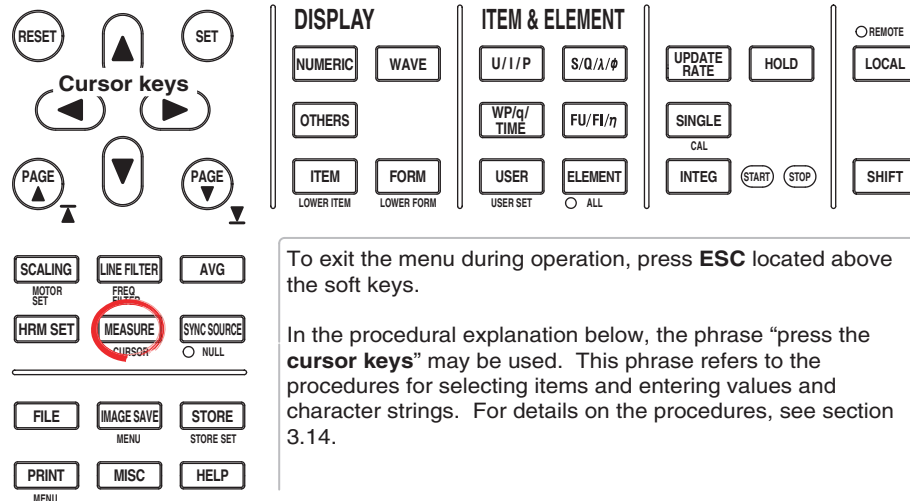 RESET
SET
Cursor keys
PAGE
PAGE
DISPLAY
NUMERIC
WAVE
OTHERS
ITEM
FORM
LOWER ITEM
LOWER FORM
ITEM & ELEMENT
U / I / P
S/Q/λ/ø
WP/q/
TIME
FU/FI/η
USER
ELEMENT
USER SET
ALL
UPDATE
RATE
HOLD
SINGLE
CAL
INTEG
START
STOP
REMOTE
LOCAL
SHIFT
SCALING
LINE FILTER
AVG
MOTOR
SET
FREQ
FILTER
HRM SET
MEASURE
SYNC SOURCE
CURSOR
NULL
FILE
IMAGE SAVE
STORE
MENU
STORE SET
PRINT
MISC
HELP
MENU
To exit the menu during operation, press ESC located above
the soft keys.
In the procedural explanation below, the phrase “press the
cursor keys” may be used. This phrase refers to the
procedures for selecting items and entering values and
character strings. For details on the procedures, see section
3.14.